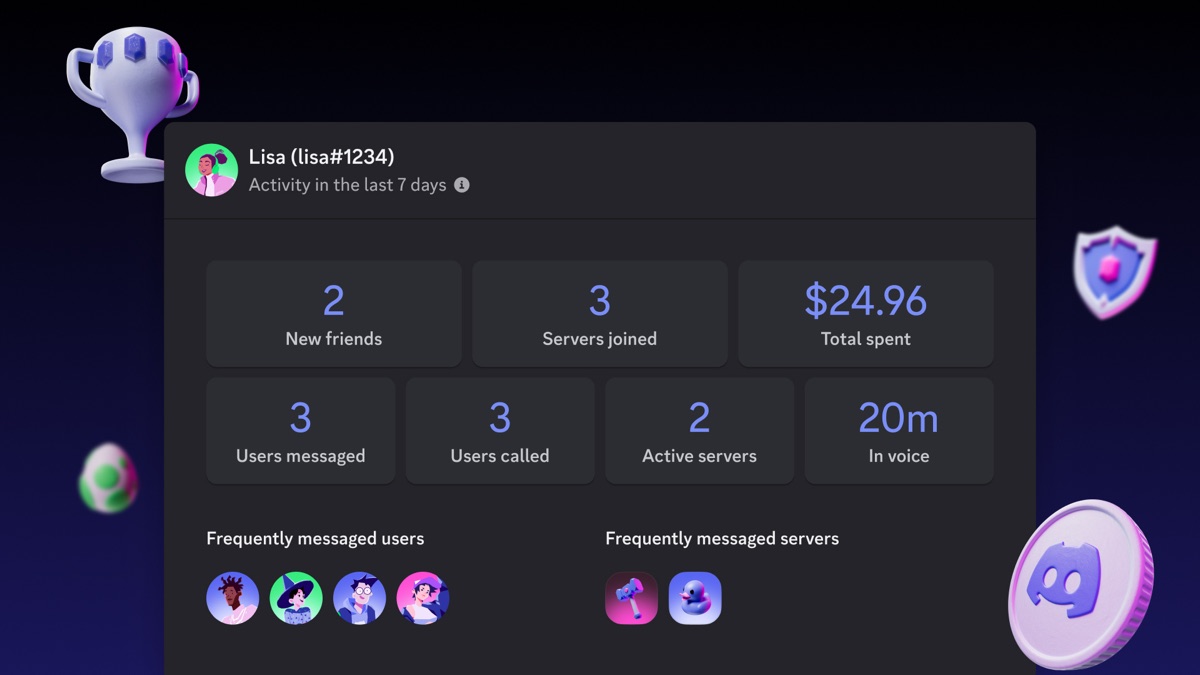 Lisa (lisa#1234)
Activity in the last 7 days
2
New friends
3
Servers joined
$24.96
Total spent
3
Users messaged
3
Users called
2
Active servers
20m
In voice
Frequently messaged users
Frequently messaged servers